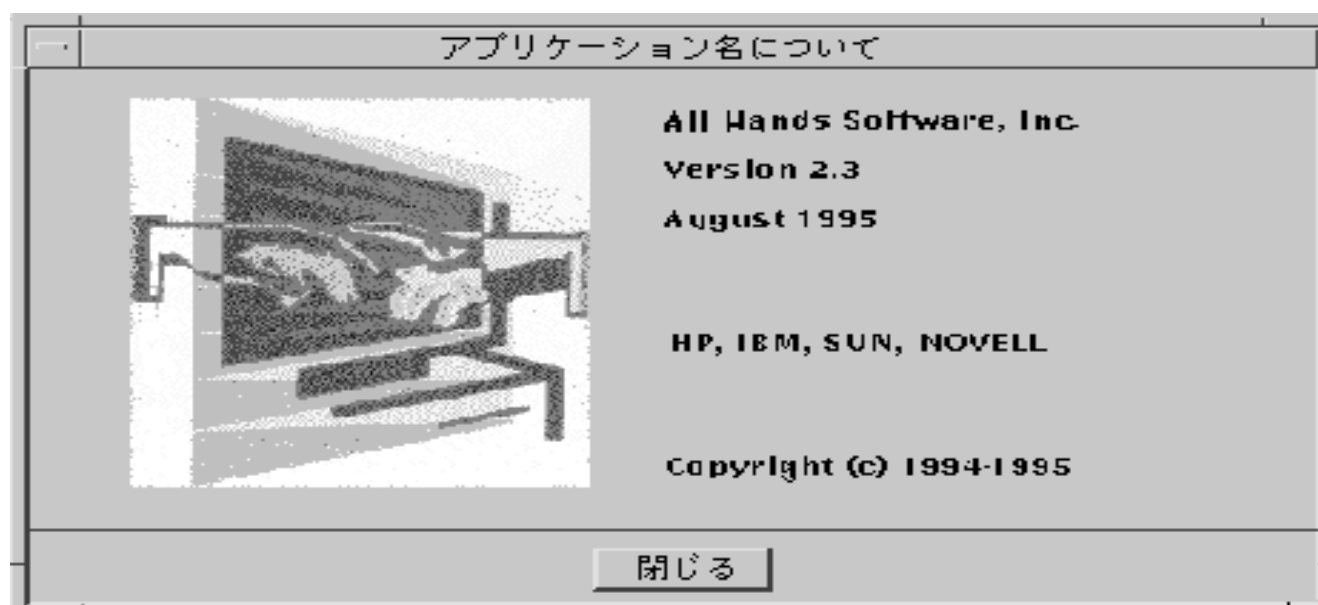 アプリケーション名について
All Hands Software, Inc.
Version 2.3
August 1995
HP, IBM, SUN, NOVELL
Copyright (c) 1994-1995
閉じる